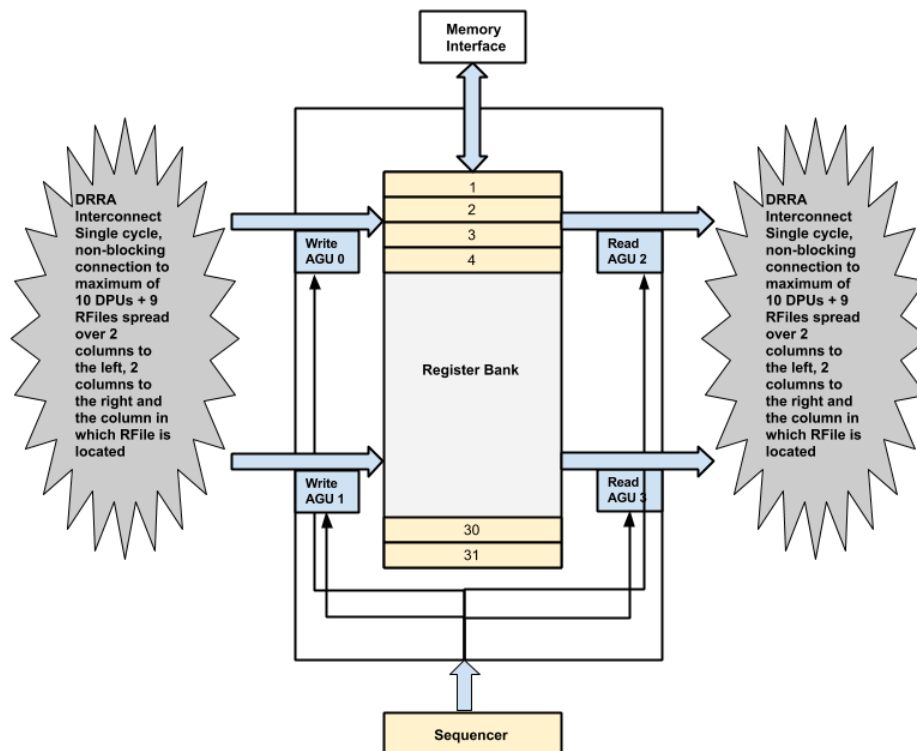 Memory
Interface
DRRA
Interconnect
Single cycle,
non-blocking
connection to
maximum of
10 DPUs + 9
RFiles spread
over 2
columns to
the left, 2
columns to
the right and
the column in
which RFile is
located
1
2
3
4
Write
AGU 0
Read
AGU 2
Register Bank
Write
AGU 1
Read
AGU 3
30
31
DRRA
Interconnect
Single cycle,
non-blocking
connection to
maximum of
10 DPUs + 9
RFiles spread
over 2
columns to
the left, 2
columns to
the right and
the column in
which RFile is
located
Sequencer